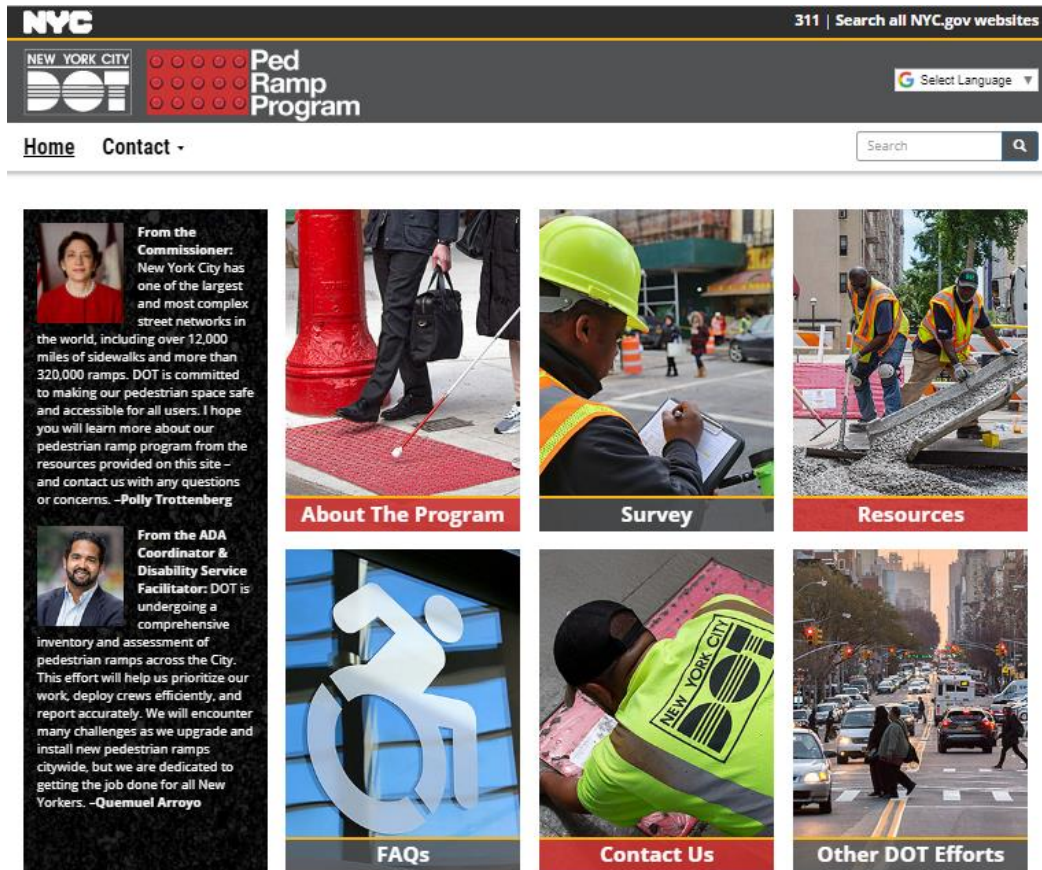 NYC
311 | Search all NYC.gov websites
NEW YORK CITY
DOT
Ped
Ramp
Program
Select Language
Home
Contact
Search
From the
Commissioner:
New York City has
one of the largest
and most complex
street networks in
the world, including over 12,000
miles of sidewalks and more than
320,000 ramps. DOT is committed
to making our pedestrian space safe
and accessible for all users. I hope
you will learn more about our
pedestrian ramp program from the
resources provided on this site –
and contact us with any questions
or concerns. –Polly Trottenberg
From the ADA
Coordinator &
Disability Service
Facilitator: DOT is
undergoing a
comprehensive
inventory and assessment of
pedestrian ramps across the City.
This effort will help us prioritize our
work, deploy crews efficiently, and
report accurately. We will encounter
many challenges as we upgrade and
install new pedestrian ramps
citywide, but we are dedicated to
getting the job done for all New
Yorkers. –Quemuel Arroyo
About The Program
Survey
Resources
FAQs
NEW YORK CITY
DOT
Contact Us
Other DOT Efforts